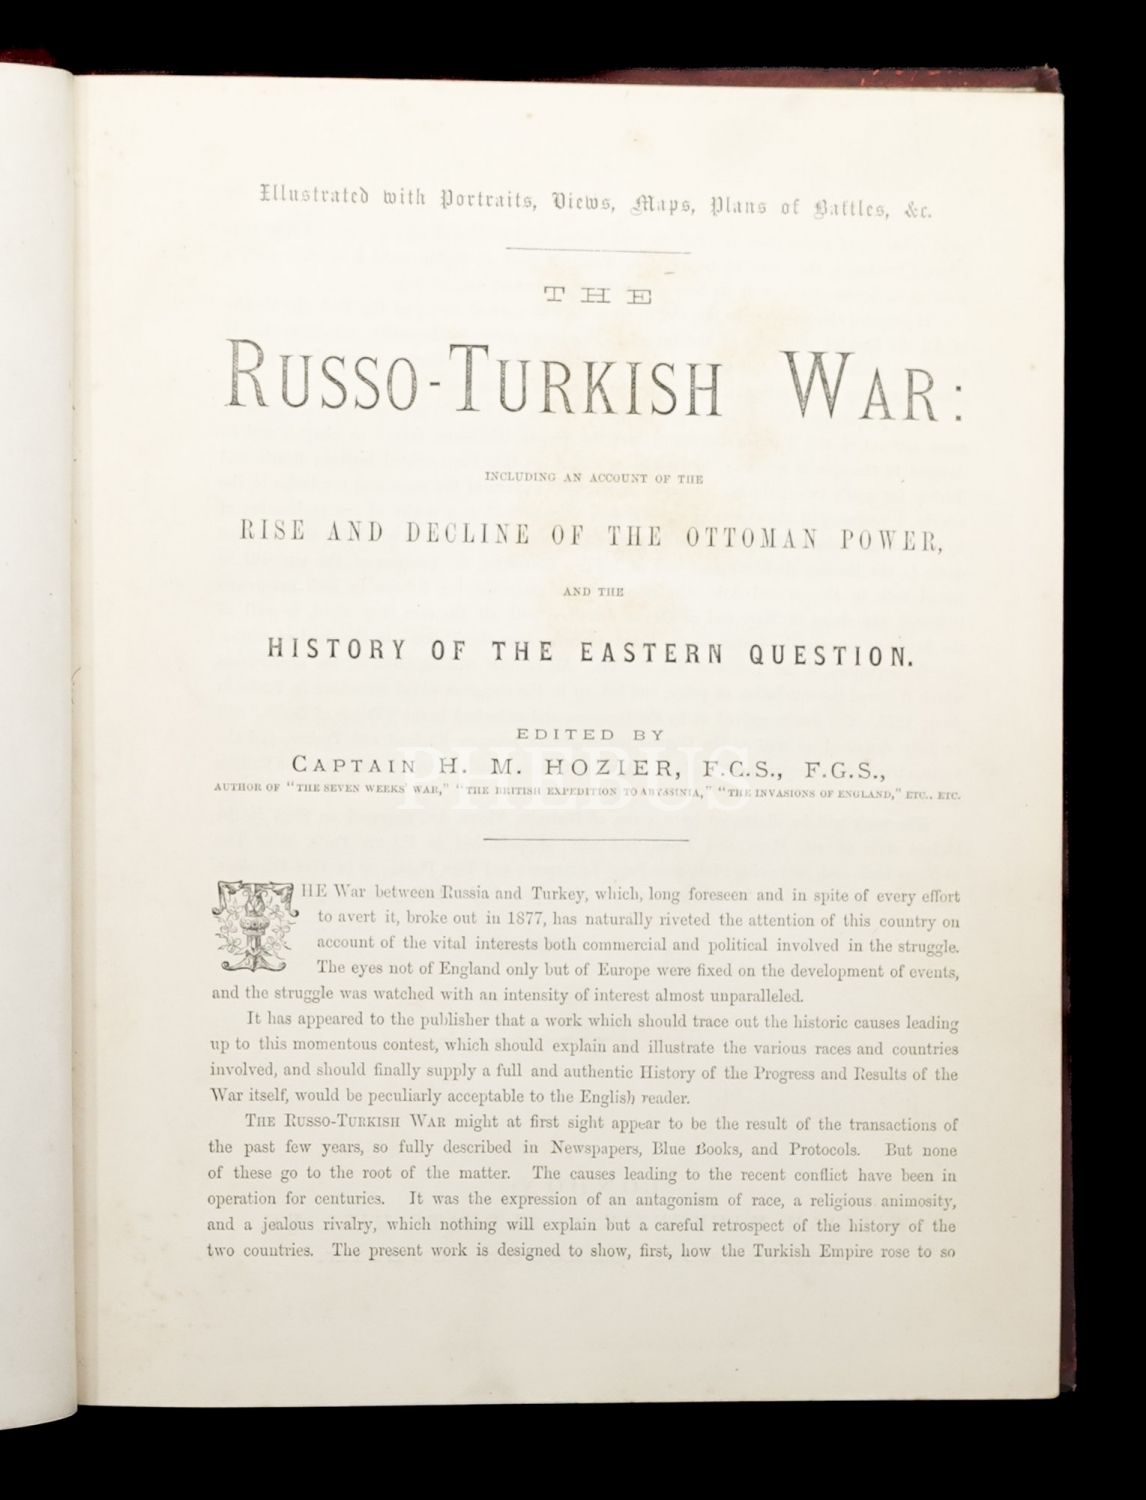 Illustrated with Portraits, Views, Maps, Plans of Battles, &c.
THE
RUSSO-TURKISH WAR:
INCLUDING AN ACCOUNT OF THE
RISE AND DECLINE OF THE OTTOMAN POWER,
AND THE
HISTORY OF THE EASTERN QUESTION.
EDITED BY
CAPTAIN H. M. HOZIER, F.C.S., F.G.S.,
AUTHOR OF "THE SEVEN WEEKS' WAR," "THE BRITISH EXPEDITION TO ABYSSINIA," "THE INVASIONS OF ENGLAND," ETC., ETC.
PHEBUS
THE War between Russia and Turkey, which, long foreseen and in spite of every effort
to avert it, broke out in 1877, has naturally riveted the attention of this country on
account of the vital interests both commercial and political involved in the struggle.
The eyes not of England only but of Europe were fixed on the development of events,
and the struggle was watched with an intensity of interest almost unparalleled.
It has appeared to the publisher that a work which should trace out the historic causes leading
up to this momentous contest, which should explain and illustrate the various races and countries
involved, and should finally supply a full and authentic History of the Progress and Results of the
War itself, would be peculiarly acceptable to the English reader.
THE RUSSO-TURKISH WAR might at first sight appear to be the result of the transactions of
the past few years, so fully described in Newspapers, Blue Books, and Protocols. But none
of these go to the root of the matter. The causes leading to the recent conflict have been in
operation for centuries. It was the expression of an antagonism of race, a religious animosity,
and a jealous rivalry, which nothing will explain but a careful retrospect of the history of the
two countries. The present work is designed to show, first, how the Turkish Empire rose to so